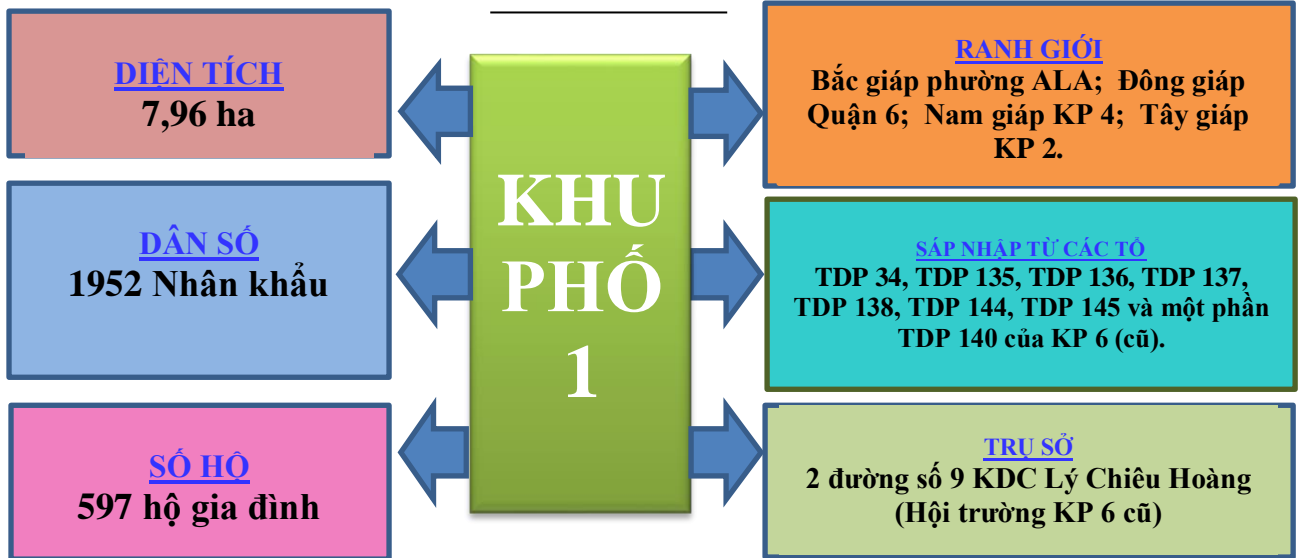 DIỆN TÍCH
7,96 ha
DÂN SỐ
1952 Nhân khẩu
SỐ HỘ
597 hộ gia đình
KHU
PHỐ
1
RANH GIỚI
Bắc giáp phường ALA; Đông giáp
Quận 6; Nam giáp KP 4; Tây giáp
KP 2.
SÁP NHẬP TỪ CÁC TỔ
TDP 34, TDP 135, TDP 136, TDP 137,
TDP 138, TDP 144, TDP 145 và một phần
TDP 140 của KP 6 (cũ).
TRỤ SỞ
2 đường số 9 KDC Lý Chiêu Hoàng
(Hội trường KP 6 cũ)